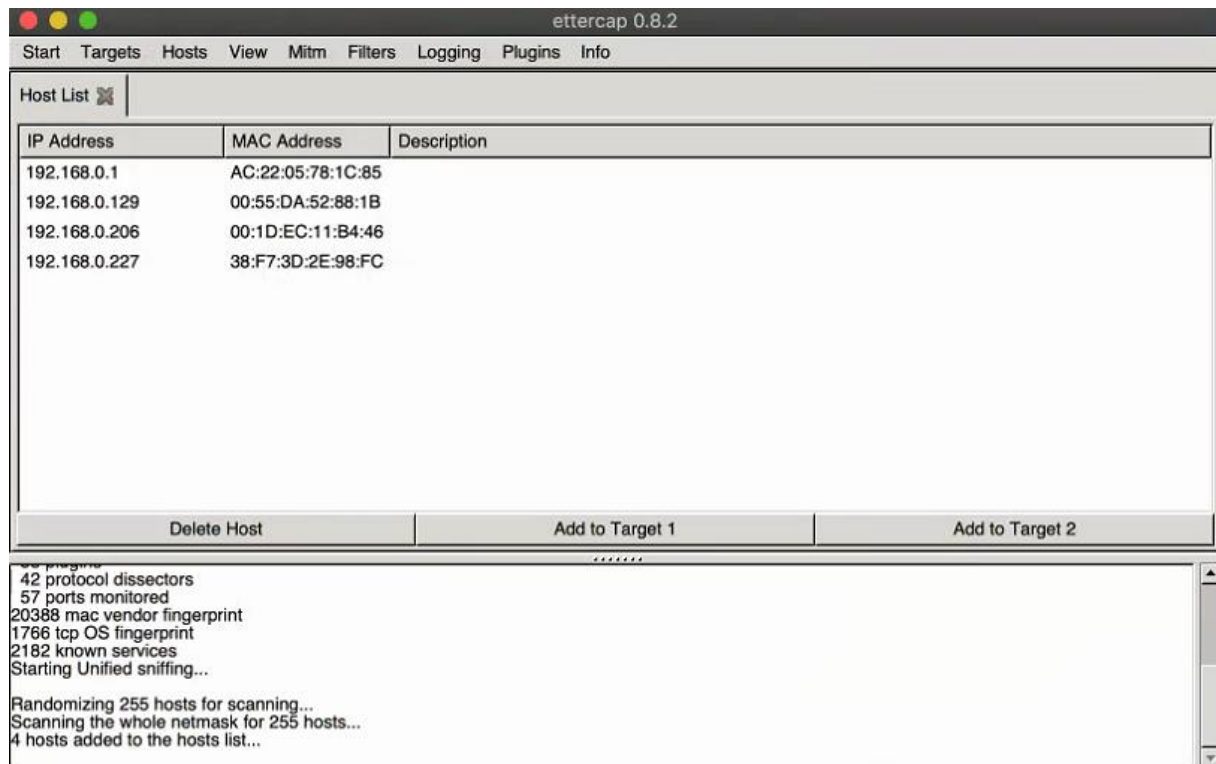 ettercap 0.8.2
Start Targets Hosts View Mitm Filters Logging Plugins Info
Host List
IP Address MAC Address Description
192.168.0.1 AC:22:05:78:1C:85
192.168.0.129 00:55:DA:52:88:1B
192.168.0.206 00:1D:EC:11:B4:46
192.168.0.227 38:F7:3D:2E:98:FC
Delete Host Add to Target 1 Add to Target 2
plugins
42 protocol dissectors
57 ports monitored
20388 mac vendor fingerprint
1766 tcp OS fingerprint
2182 known services
Starting Unified sniffing...
Randomizing 255 hosts for scanning...
Scanning the whole netmask for 255 hosts...
4 hosts added to the hosts list...